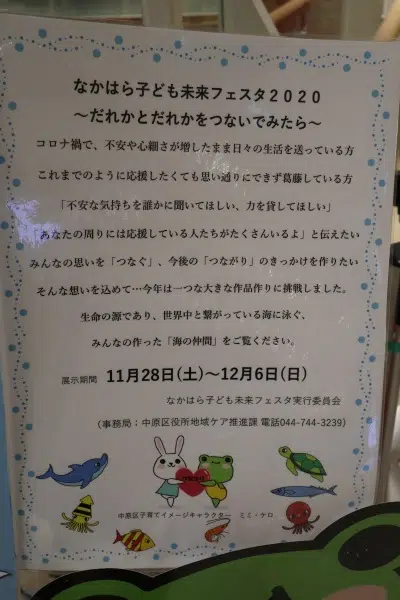 なかはら子ども未来フェスタ2020
～だれかとだれかをつないでみたら～
コロナ禍で、不安や心細さが増したまま日々の生活を送っている方
これまでのように応援したくても思い通りにできず葛藤している方
「不安な気持ちを誰かに聞いてほしい、力を貸してほしい」
「あなたの周りには応援している人たちがたくさんいるよ」と伝えたい
みんなの思いを「つなぐ」、今後の「つながり」のきっかけを作りたい
そんな想いを込めて…今年は一つな大きな作品作りに挑戦しました。
生命の源であり、世界中と繋がっている海に泳ぐ、
みんなの作った「海の仲間」をご覧ください。
展示期間 11月28日(土)～12月6日(日)
なかはら子ども未来フェスタ実行委員会
（事務局：中原区役所地域ケア推進課 電話044-744-3239)
中原区子育てイメージキャラクター ミミ・ケロ